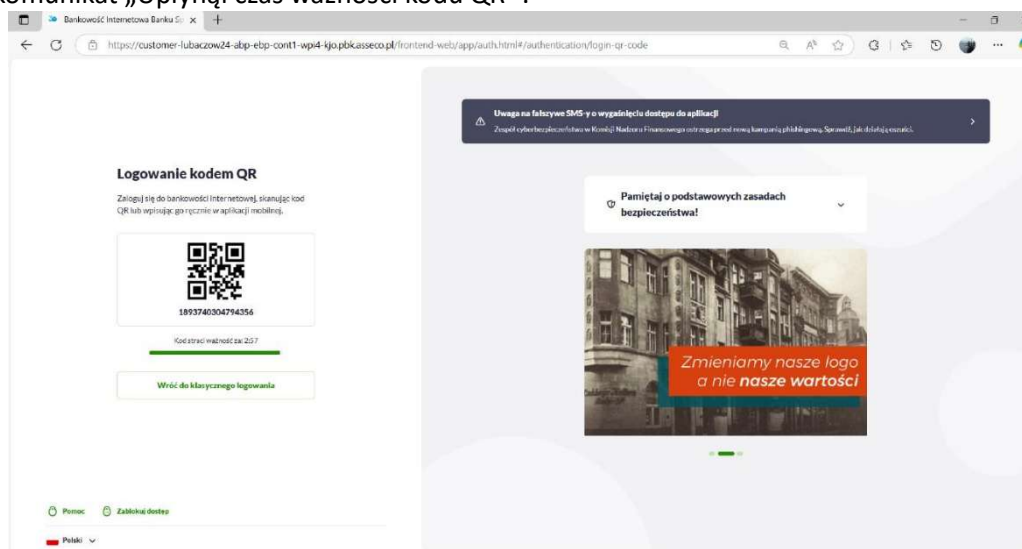 komunikat „Upłynął czas ważności kodu QR".
Bankowość Internetowa Banku Sp
https://customer-lubaczow24-abp-ebp-cont1-wpi4-kjo.pbk.asseco.pl/frontend-web/app/auth.html#/authentication/login-qr-code
Uwaga na fałszywe SMS-y o wygaśnięciu dostępu do aplikacji
Zespół cyberbezpieczeństwa w Komisji Nadzoru Finansowego ostrzega przed nową kampanią phishingową. Sprawdź, jak działają oszuści.
Logowanie kodem QR
Zaloguj się do bankowości internetowej, skanując kod
QR lub wpisując go ręcznie w aplikacji mobilnej.
1893740304794356
Kod straci ważność za: 2:57
Wróć do klasycznego logowania
Pamiętaj o podstawowych zasadach
bezpieczeństwa!
Zmieniamy nasze logo
a nie nasze wartości
Pomoc
Zablokuj dostęp
Polski